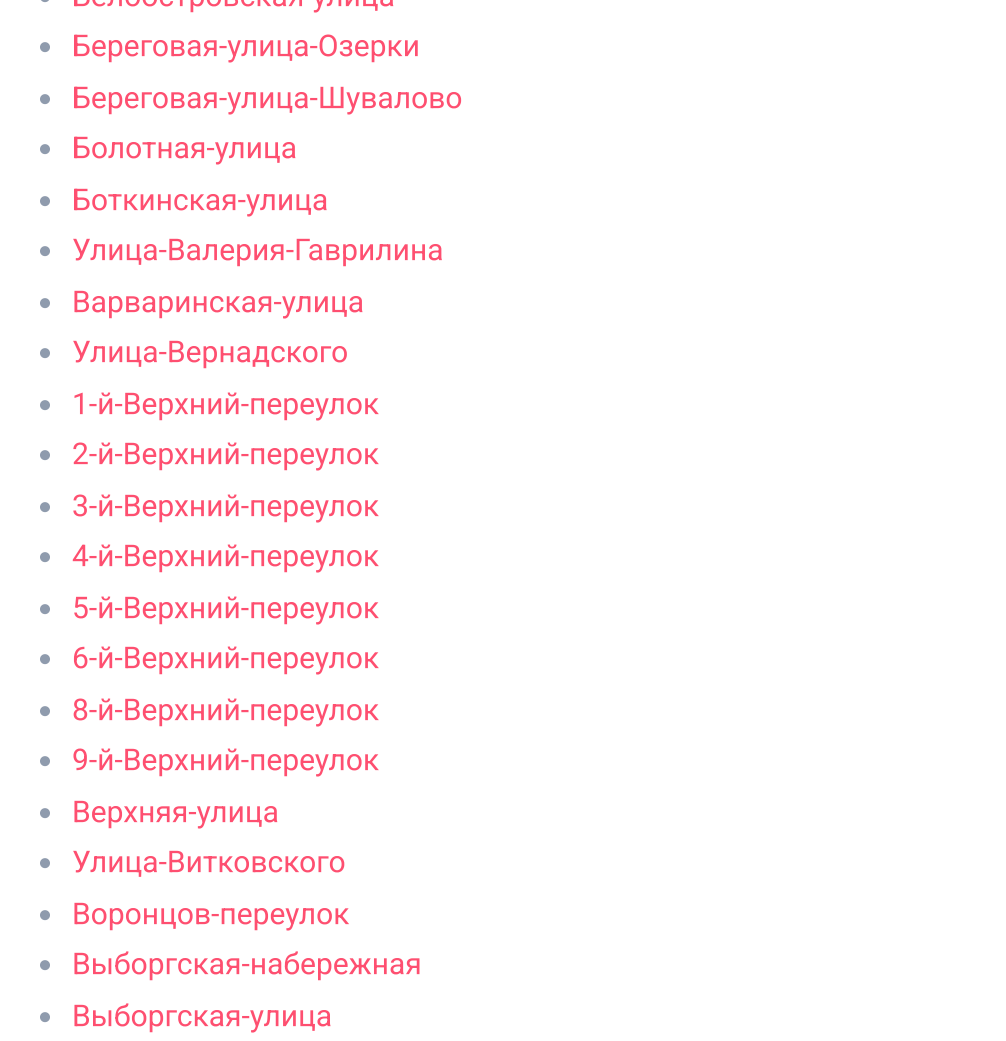 Белоостровская-улица
Береговая-улица-Озерки
Береговая-улица-Шувалово
Болотная-улица
Боткинская-улица
Улица-Валерия-Гаврилина
Варваринская-улица
Улица-Вернадского
1-й-Верхний-переулок
2-й-Верхний-переулок
3-й-Верхний-переулок
4-й-Верхний-переулок
5-й-Верхний-переулок
6-й-Верхний-переулок
8-й-Верхний-переулок
9-й-Верхний-переулок
Верхняя-улица
Улица-Витковского
Воронцов-переулок
Выборгская-набережная
Выборгская-улица